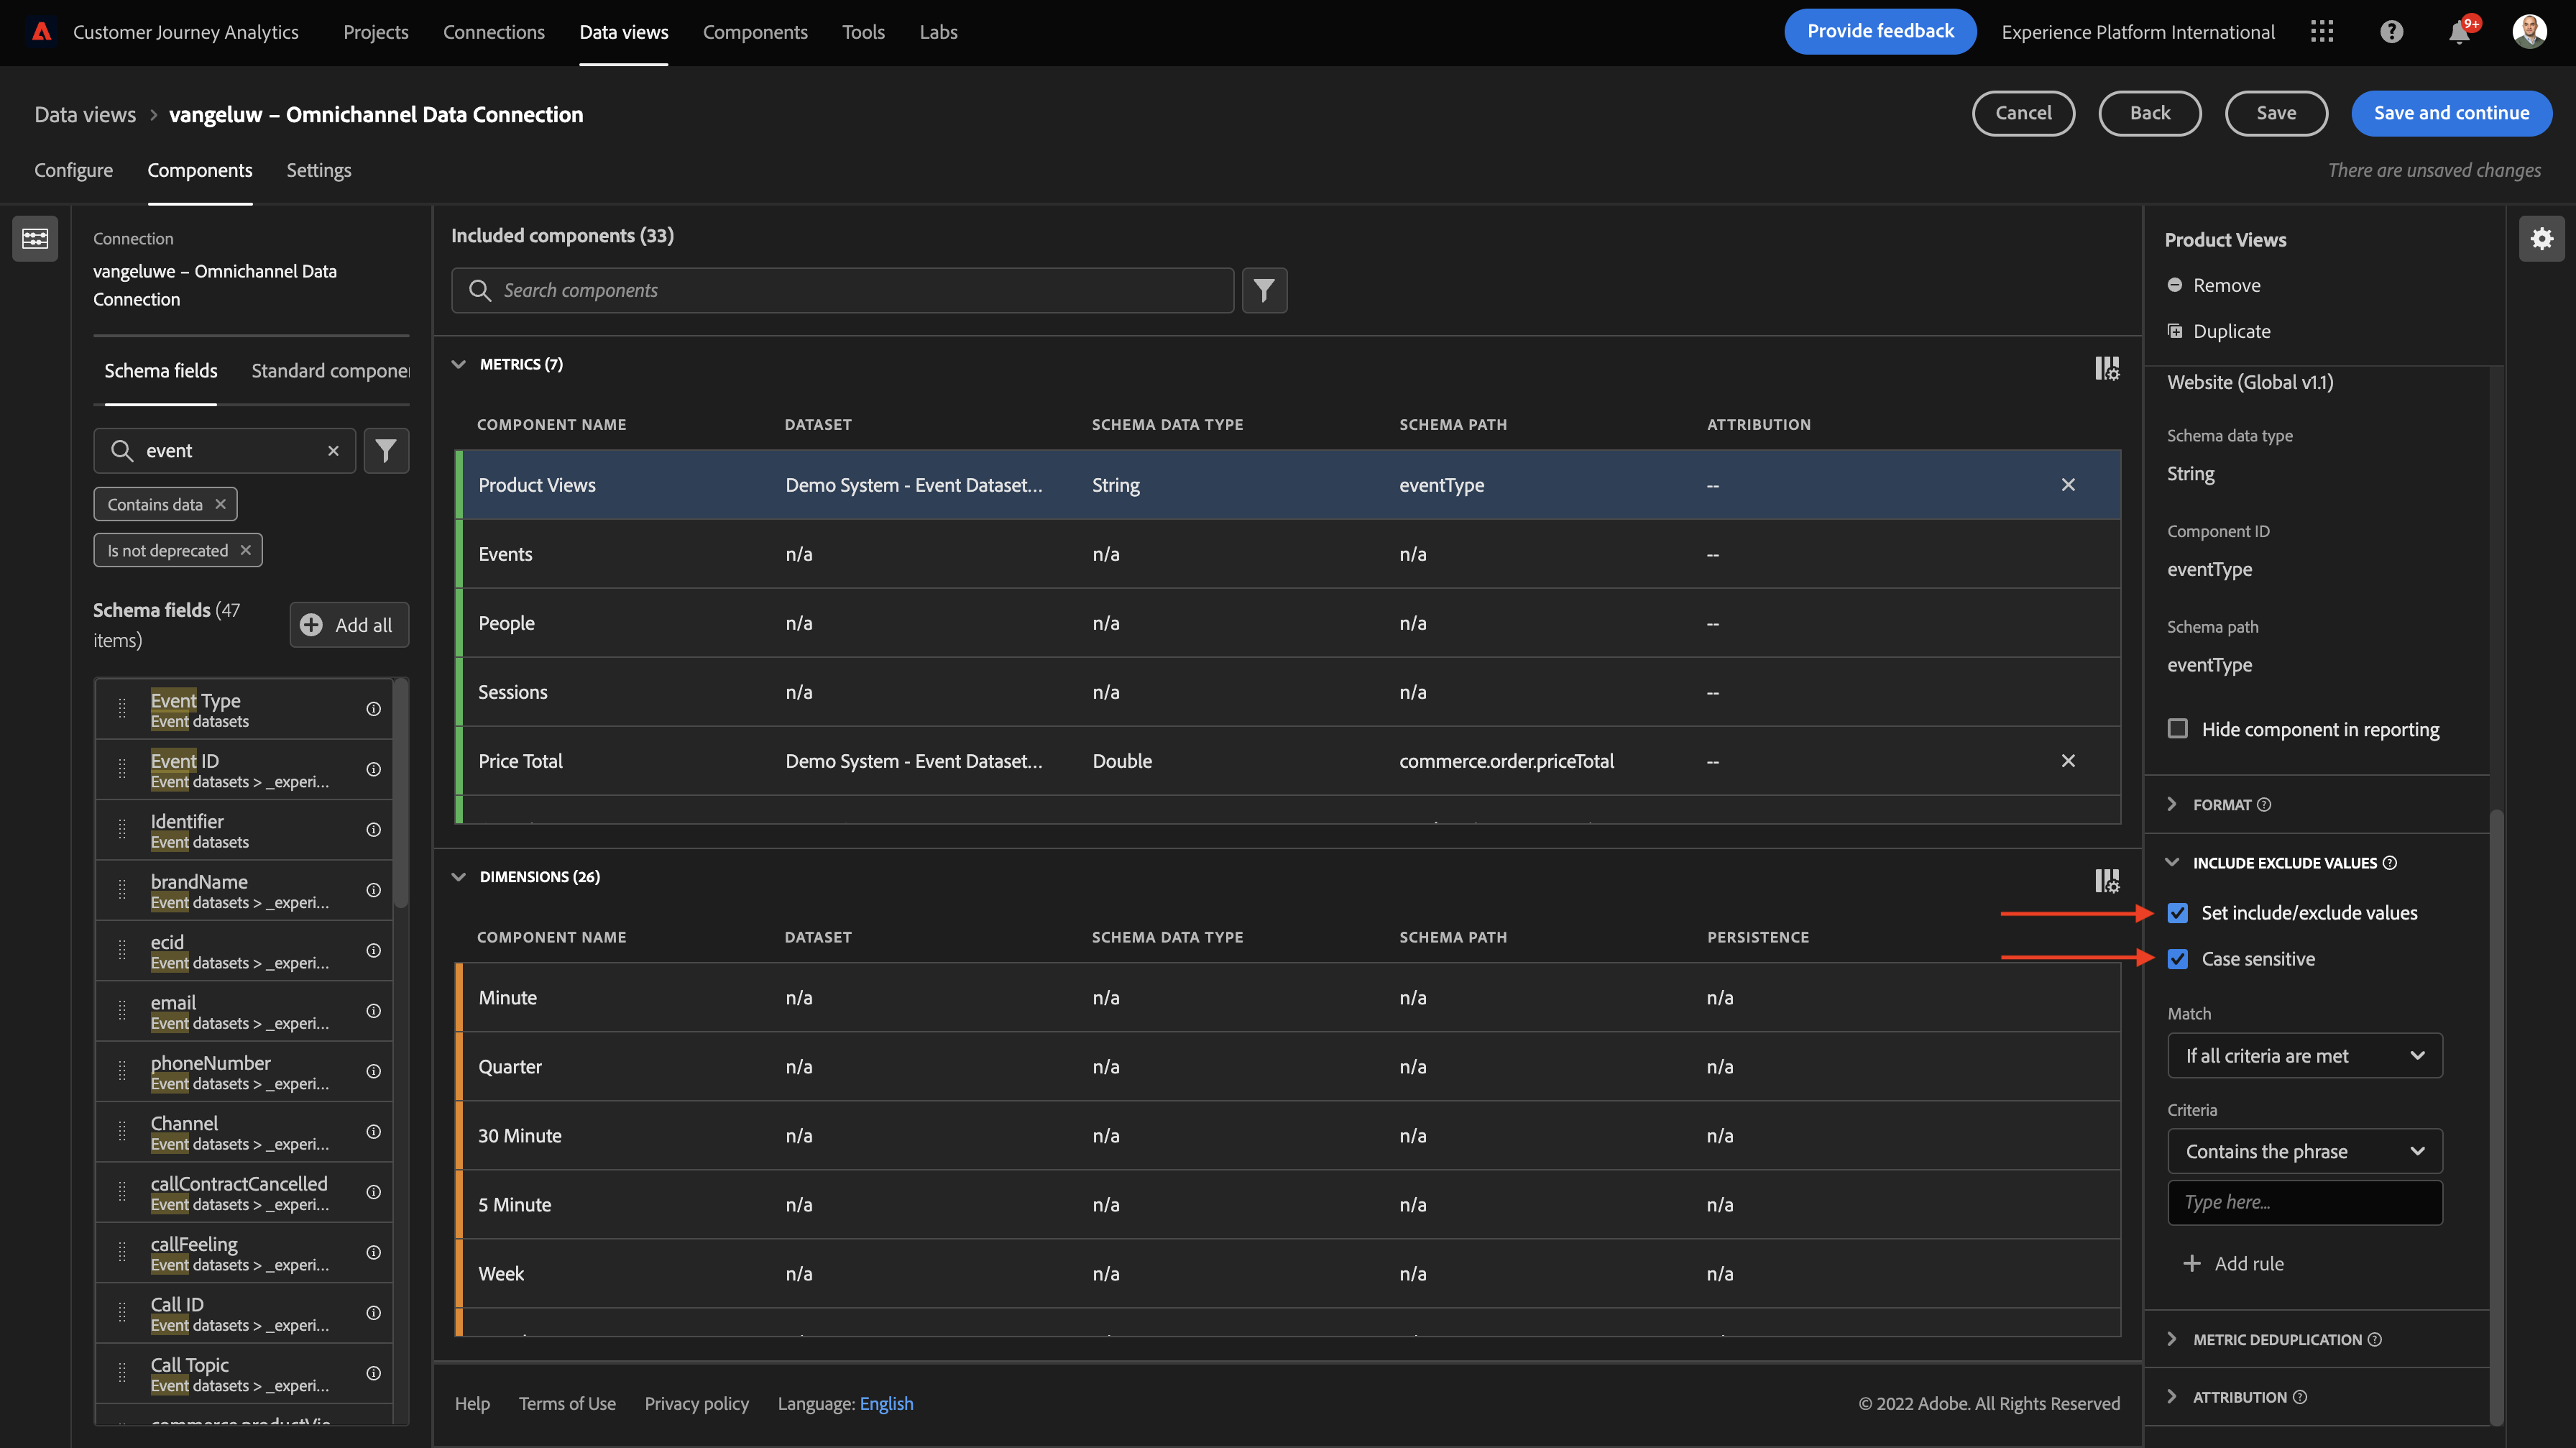 Customer Journey Analytics Projects Connections Data views Components Tools Labs Provide feedback Experience Platform International 9+
Data views > vangeluw – Omnichannel Data Connection Cancel Back Save Save and continue
Configure Components Settings There are unsaved changes
Connection
vangeluwe – Omnichannel Data
Connection
Schema fields Standard compone
event
Contains data
Is not deprecated
Schema fields (47
items)
Add all
Event Type
Event datasets
Event ID
Event datasets > _experi...
Identifier
Event datasets
brandName
Event datasets > _experi...
ecid
Event datasets > _experi...
email
Event datasets > _experi...
phoneNumber
Event datasets > _experi...
Channel
Event datasets > _experi...
callContractCancelled
Event datasets > _experi...
callFeeling
Event datasets > _experi...
Call ID
Event datasets > _experi...
Call Topic
Event datasets > _experi...
Included components (33)
Search components
METRICS (7)
COMPONENT NAME DATASET SCHEMA DATA TYPE SCHEMA PATH ATTRIBUTION
Product Views Demo System - Event Dataset... String eventType --
Events n/a n/a n/a --
People n/a n/a n/a --
Sessions n/a n/a n/a --
Price Total Demo System - Event Dataset... Double commerce.order.priceTotal --
DIMENSIONS (26)
COMPONENT NAME DATASET SCHEMA DATA TYPE SCHEMA PATH PERSISTENCE
Minute n/a n/a n/a n/a
Quarter n/a n/a n/a n/a
30 Minute n/a n/a n/a n/a
5 Minute n/a n/a n/a n/a
Week n/a n/a n/a n/a
Help Terms of Use Privacy policy Language: English © 2022 Adobe. All Rights Reserved
Product Views
Remove
Duplicate
Website (Global v1.1)
Schema data type
String
Component ID
eventType
Schema path
eventType
Hide component in reporting
FORMAT
INCLUDE EXCLUDE VALUES
Set include/exclude values
Case sensitive
Match
If all criteria are met
Criteria
Contains the phrase
Type here...
Add rule
METRIC DEDUPLICATION
ATTRIBUTION